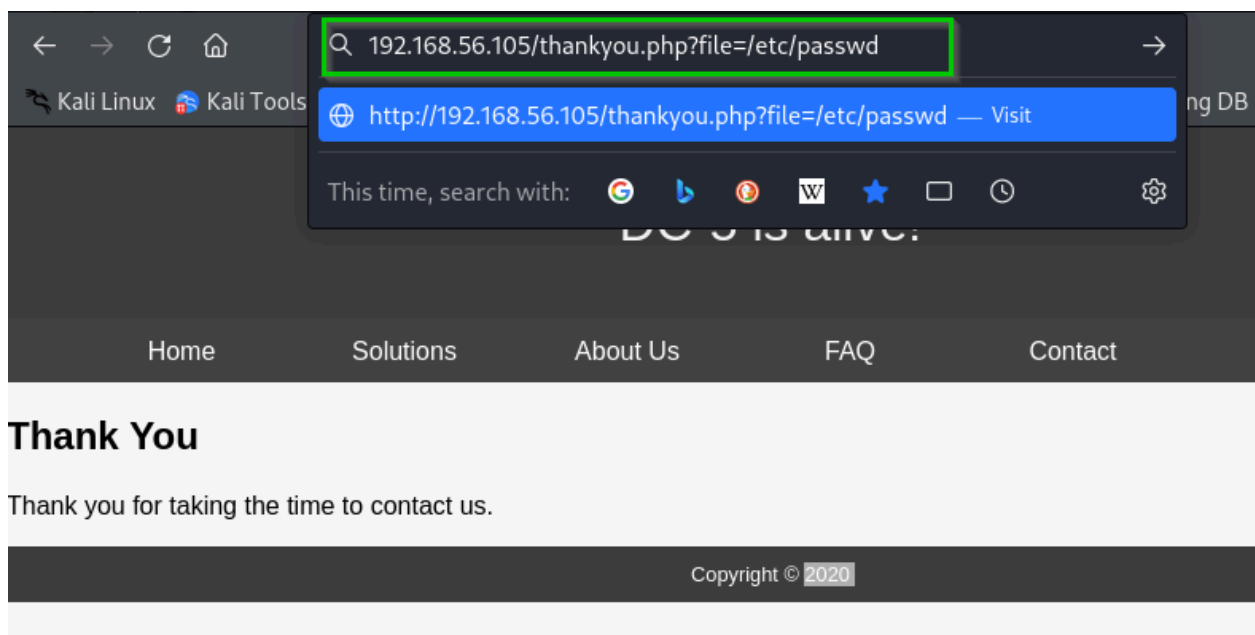 192.168.56.105/thankyou.php?file=/etc/passwd
Kali Linux Kali Tools ng DB
http://192.168.56.105/thankyou.php?file=/etc/passwd — Visit
This time, search with:
W
is alive!
Home Solutions About Us FAQ Contact
Thank You
Thank you for taking the time to contact us.
Copyright © 2020